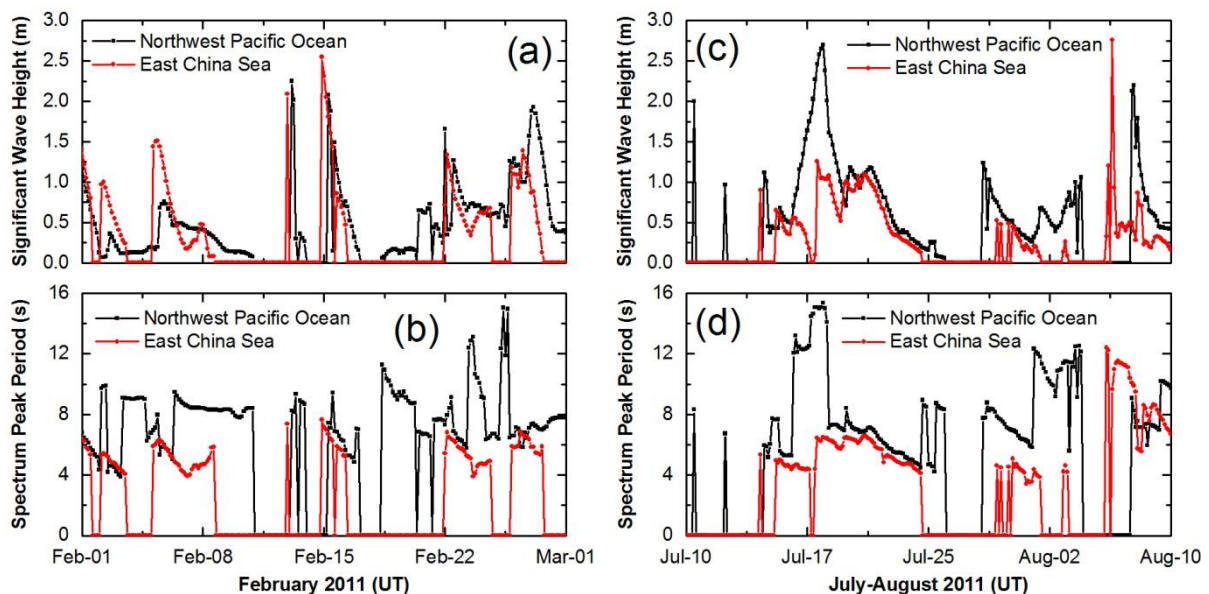 Significant Wave Height (m)
3.0
2.5
2.0
1.5
1.0
0.5
0.0
Northwest Pacific Ocean
East China Sea
(a)
Spectrum Peak Period (s)
16
12
8
4
0
Northwest Pacific Ocean
East China Sea
(b)
Feb-01
Feb-08
Feb-15
Feb-22
Mar-01
February 2011 (UT)
Significant Wave Height (m)
3.0
2.5
2.0
1.5
1.0
0.5
0.0
(c)
Northwest Pacific Ocean
East China Sea
Spectrum Peak Period (s)
16
12
8
4
0
(d)
Northwest Pacific Ocean
East China Sea
Jul-10
Jul-17
Jul-25
Aug-02
Aug-10
July-August 2011 (UT)